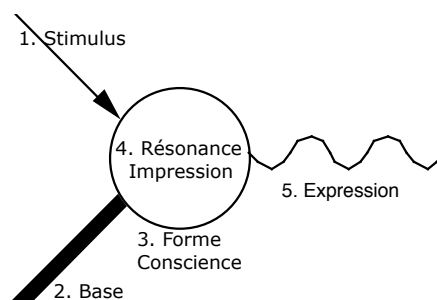 1. Stimulus
4. Résonance
Impression
5. Expression
3. Forme
Conscience
2. Base